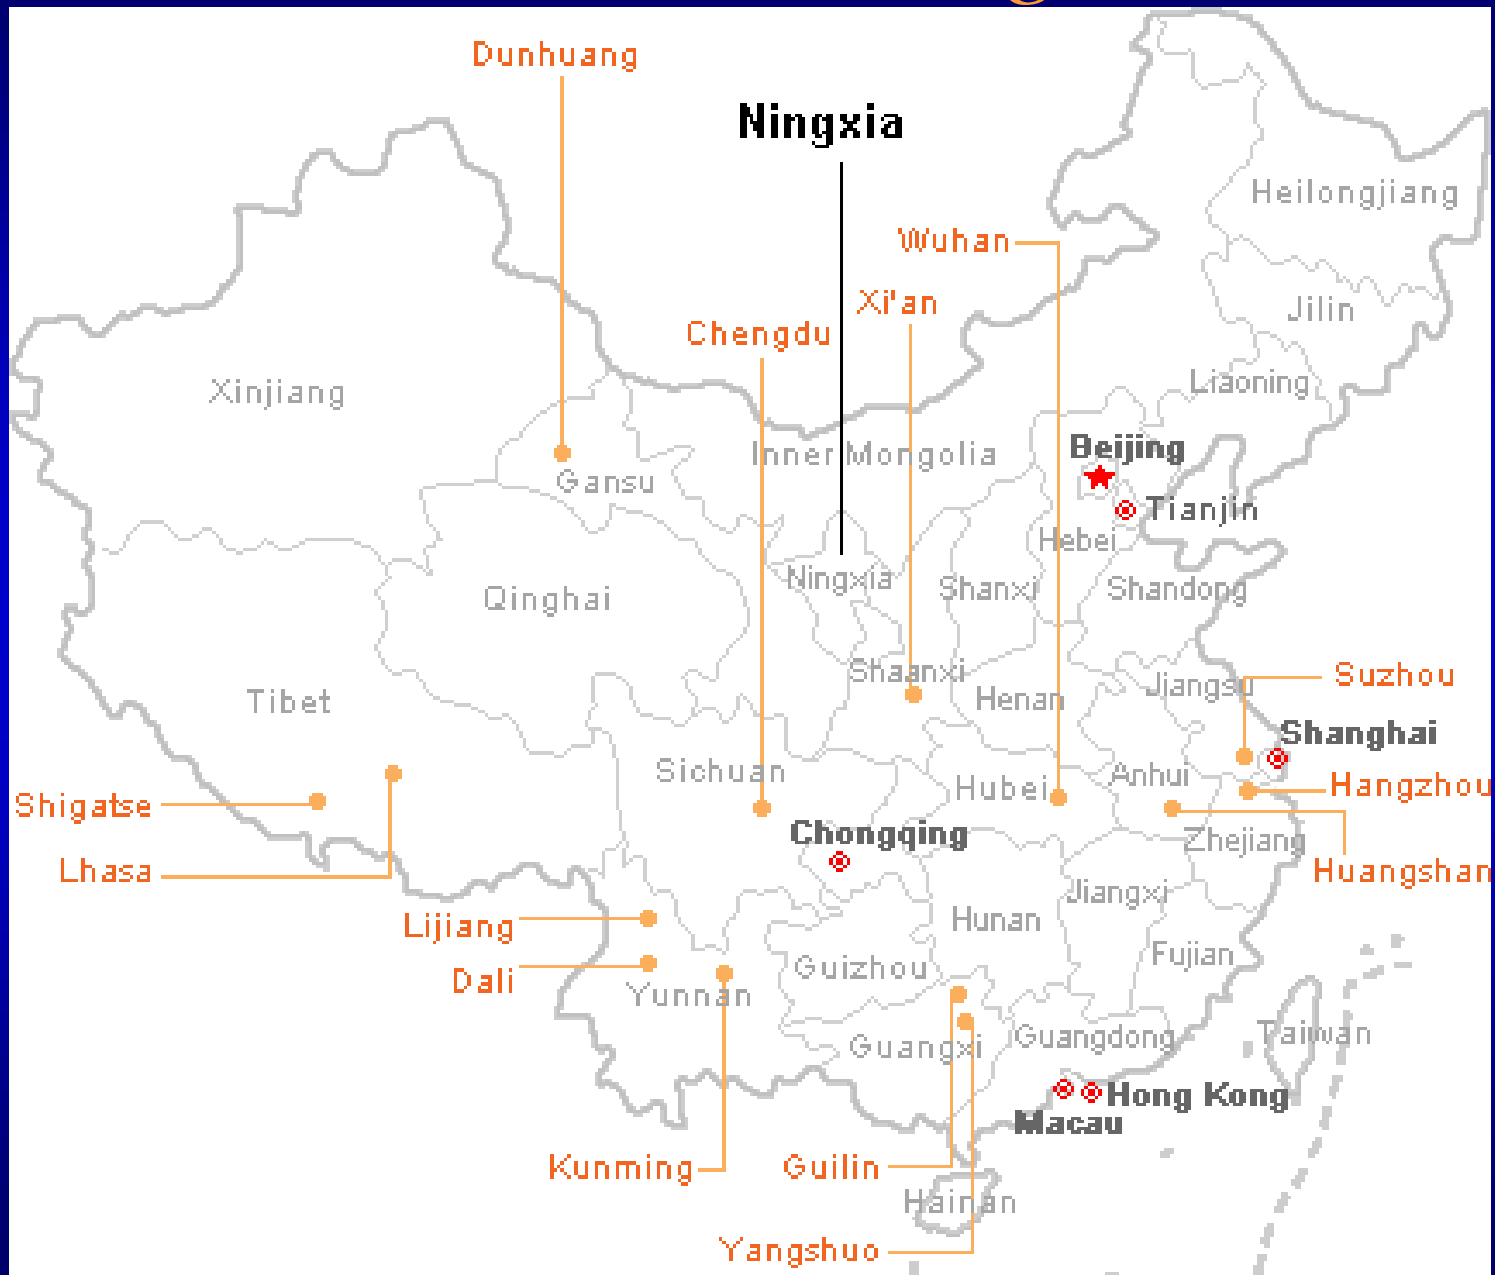 Dunhuang
Ningxia
Heilongjiang
Wuhan
Xi'an
Jilin
Chengdu
Liaoning
Xinjiang
Beijing
Inner Mongolia
Gansu
Tianjin
Hebei
Ningxia
Shanxi
Shandong
Qinghai
Shaanxi
Suzhou
Jiangsu
Henan
Tibet
Shanghai
Sichuan
Anhui
Hubei
Hangzhou
Shigatse
Chongqing
Zhejiang
Lhasa
Huangshan
Jiangxi
Hunan
Lijiang
Fujian
Guizhou
Dali
Yunnan
Taiwan
Guangdong
Guangxi
Hong Kong
Macau
Kunming
Guilin
Hainan
Yangshuo